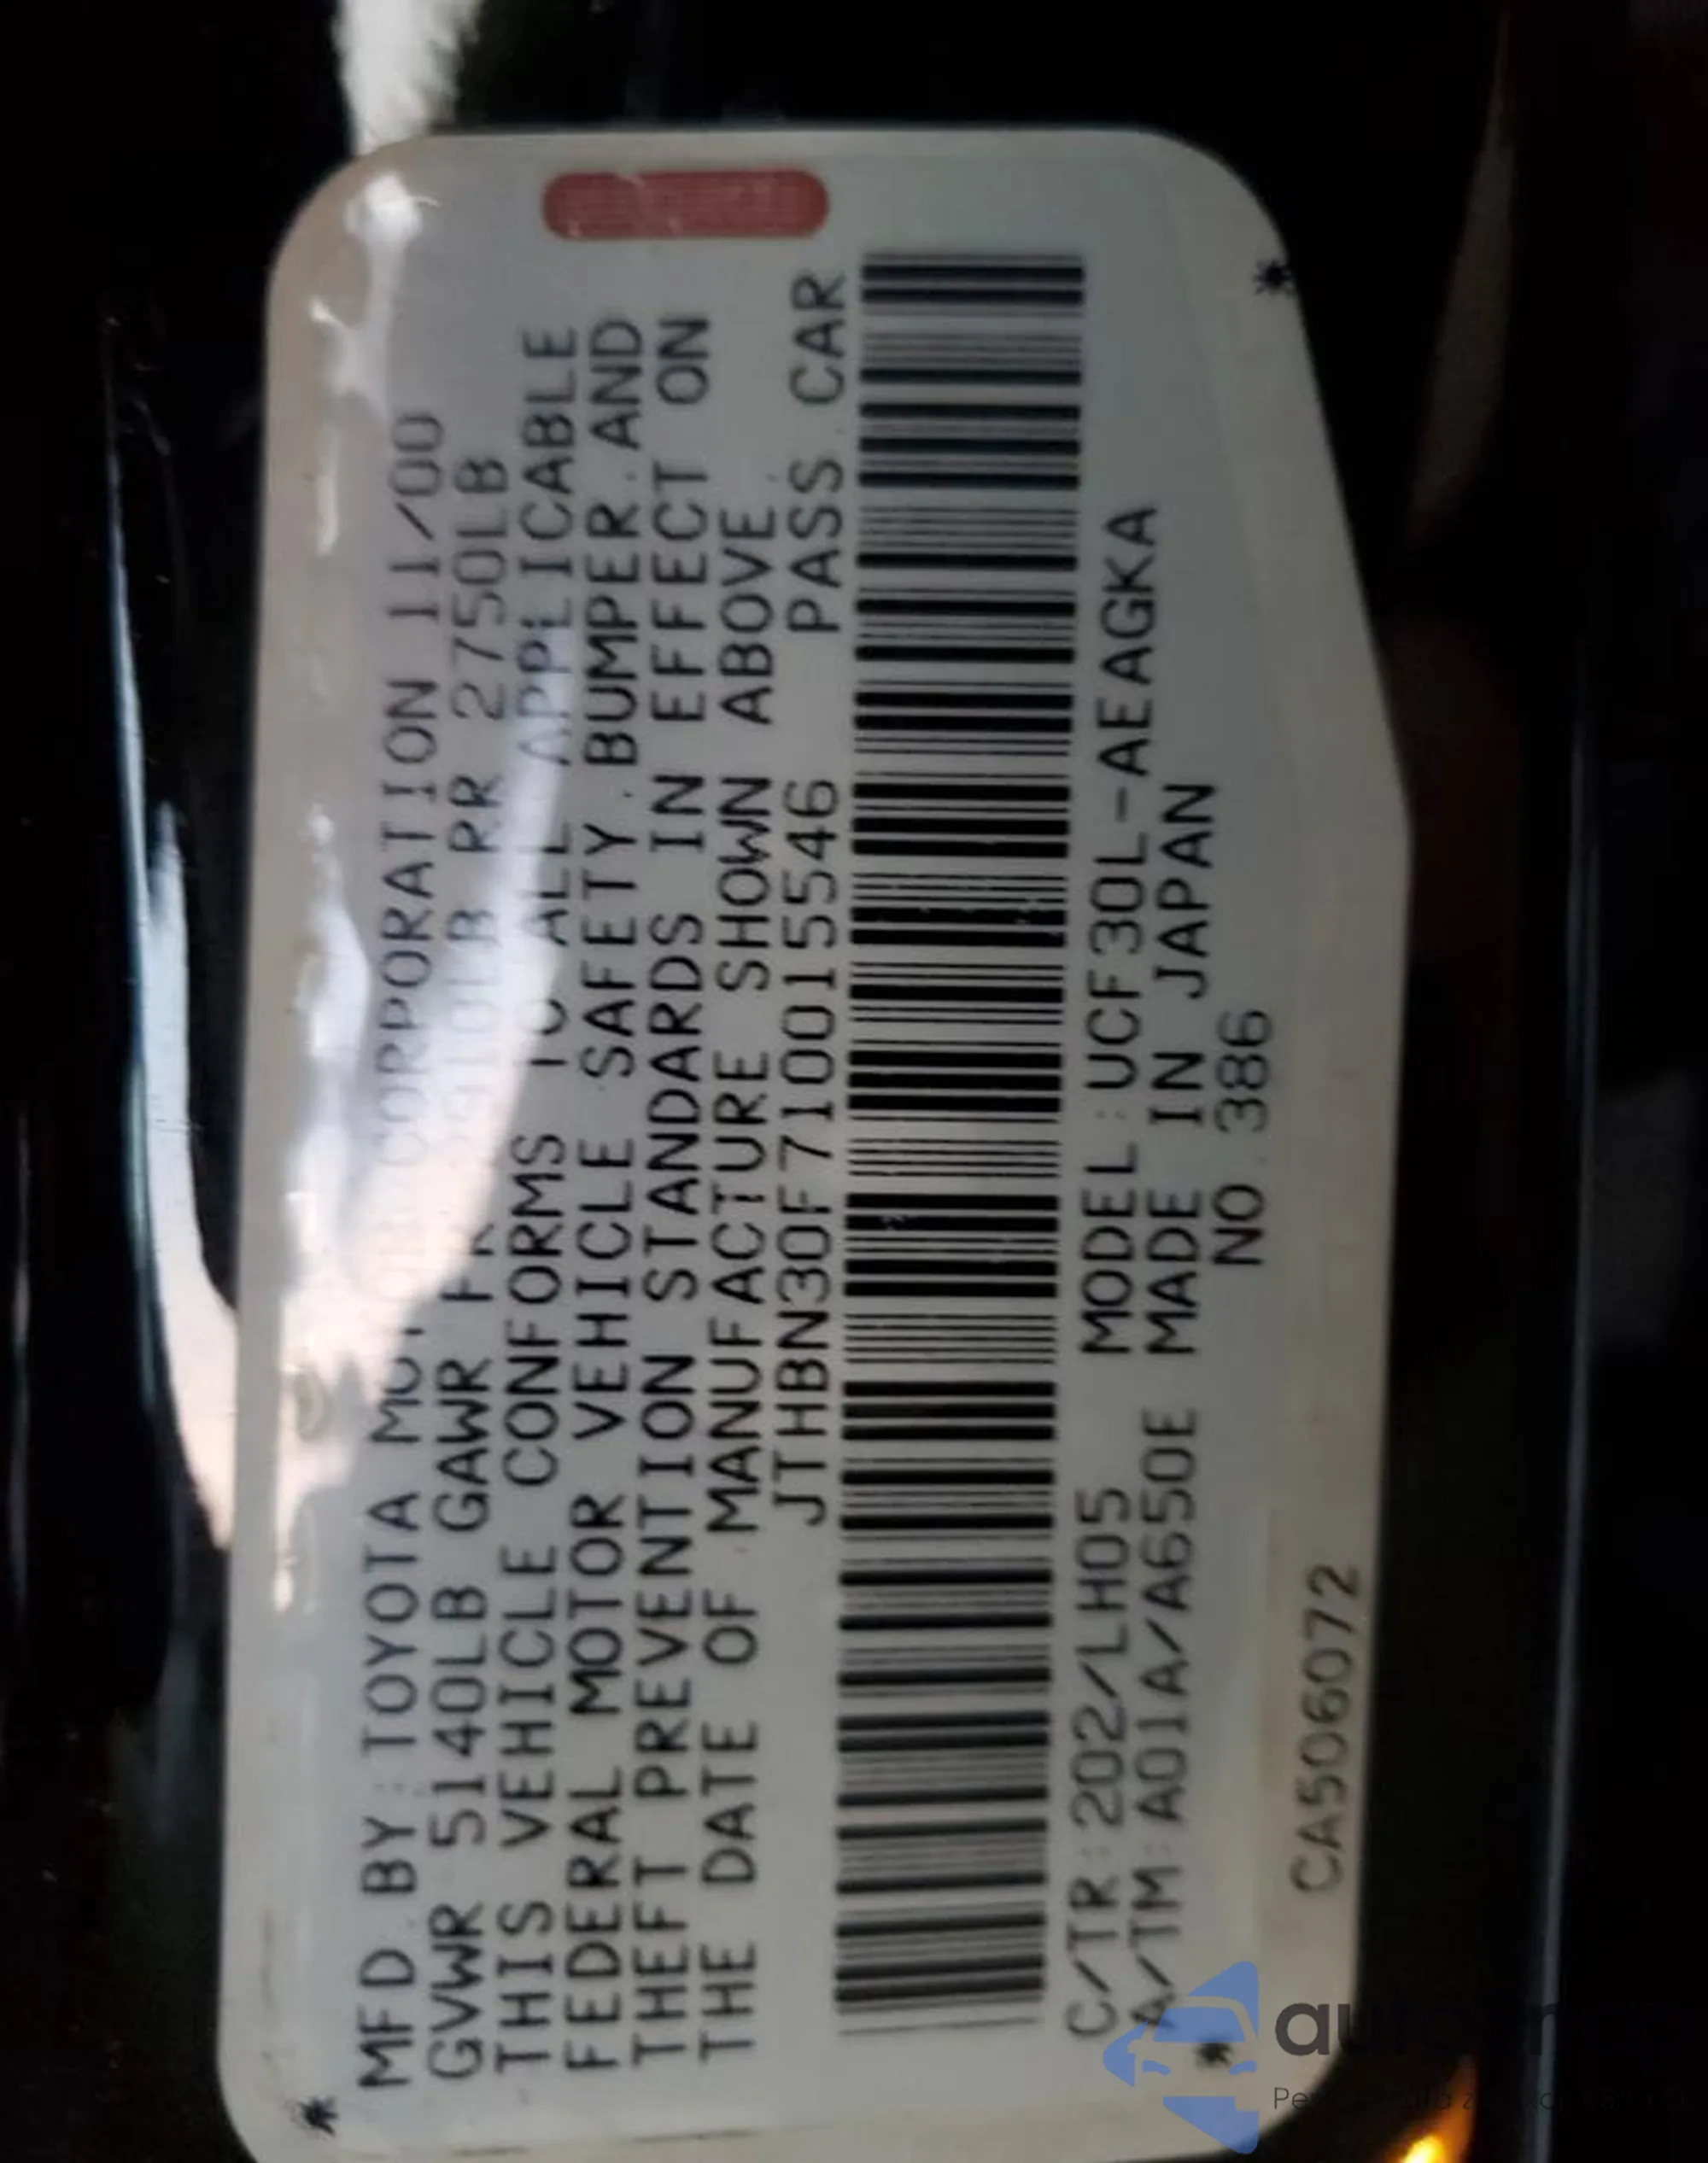 MFD. BY: TOYOTA MOTOR CORPORATION 11/00
GVWR 5140LB GAWR FR LB RR 2750LB
THIS VEHICLE CONFORMS TO ALL APPLICABLE
FEDERAL MOTOR VEHICLE SAFETY, BUMPER, AND
THEFT PREVENTION STANDARDS IN EFFECT ON
THE DATE OF MANUFACTURE SHOWN ABOVE.
JTHBN30F710015546 PASS. CAR
C/TR: 202/LH05 MODEL: UCF30L-AEAGKA
A/TM: A01A/A650E MADE IN JAPAN
NO. 386
CA506072